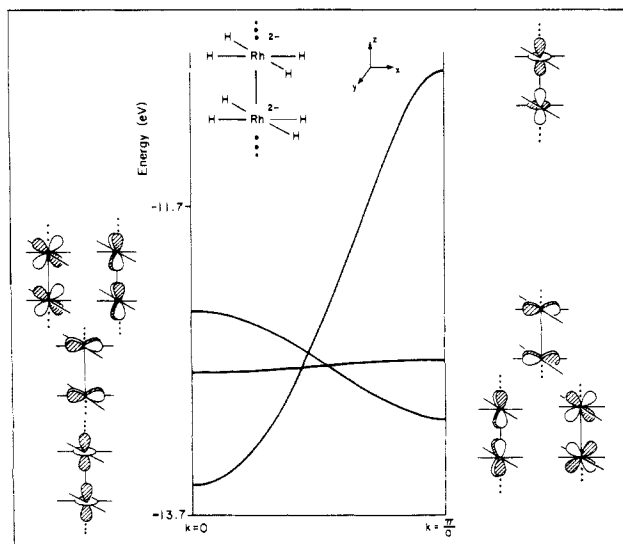 2-
H
H
H
Rh
H
z
x
y
2-
H
H
Rh
H
H
Energy (eV)
-11.7
-13.7
k=0
k = π/a